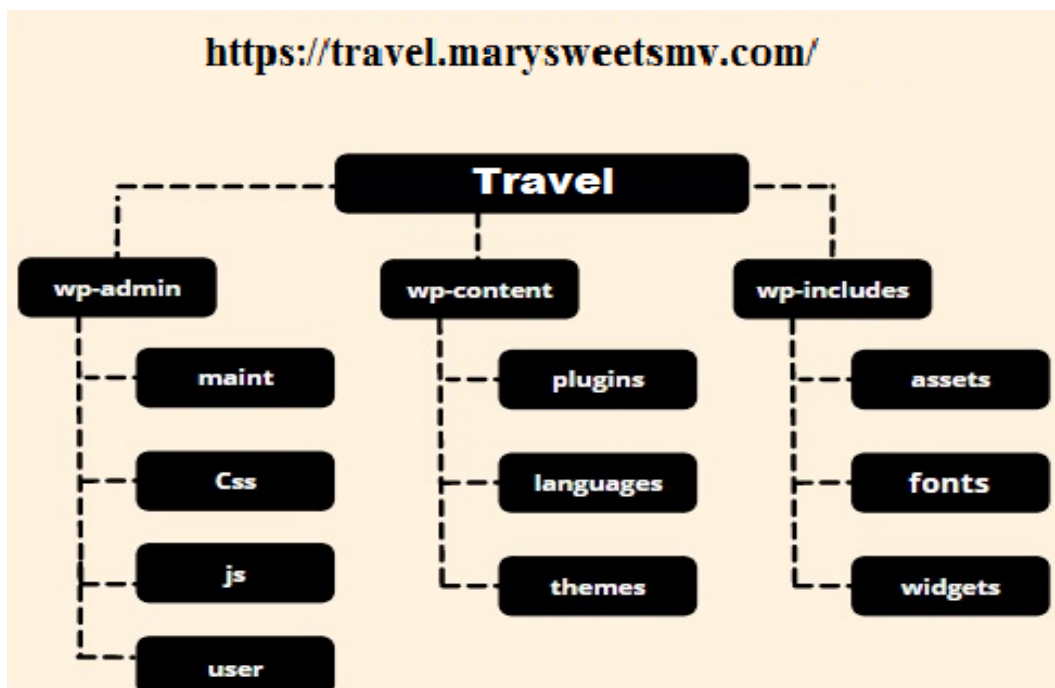 https://travel.marysweetsmv.com/
Travel
wp-admin
wp-content
wp-includes
maint
plugins
assets
Css
languages
fonts
js
themes
widgets
user